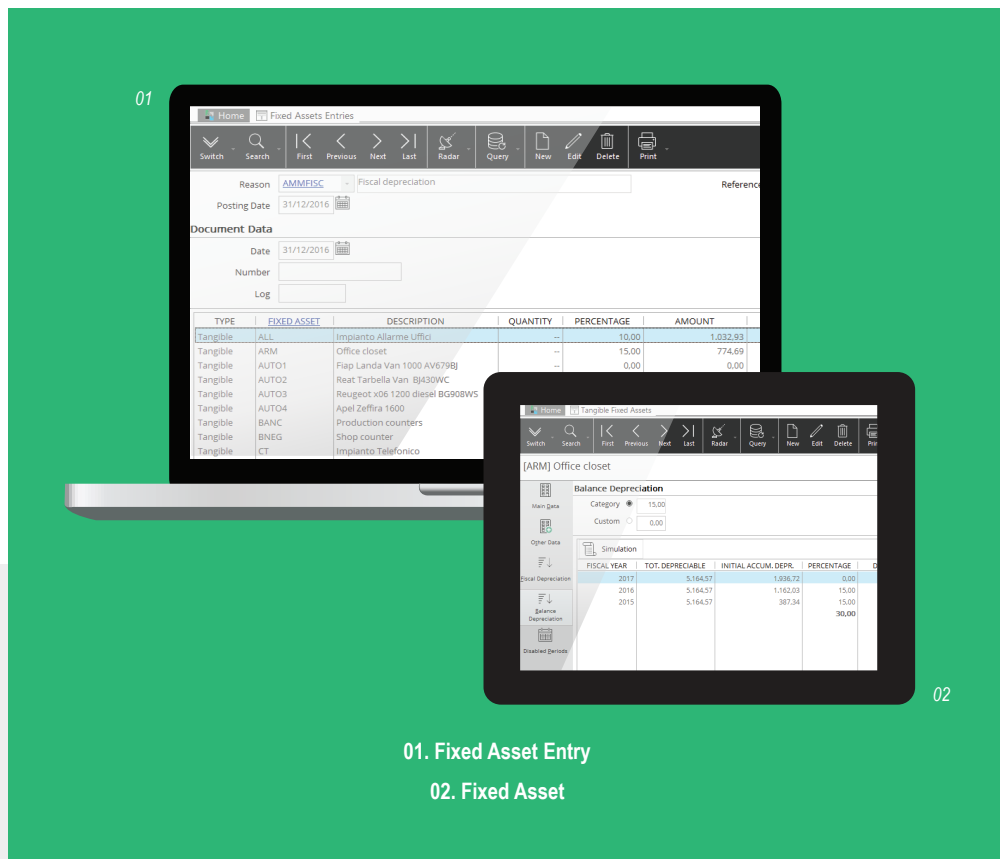 01
Home Fixed Assets Entries
Switch Search First Previous Next Last Radar Query New Edit Delete Print
Reason AMMFISC Fiscal depreciation Reference
Posting Date 31/12/2016
Document Data
Date 31/12/2016
Number
Log
TYPE FIXED ASSET DESCRIPTION QUANTITY PERCENTAGE AMOUNT
Tangible ALL Impianto Allarme Uffici -- 10,00 1.032,93
Tangible ARM Office closet -- 15,00 774,69
Tangible AUTO1 Fiap Landa Van 1000 AV679BJ -- 0,00 0,00
Tangible AUTO2 Reat Tarbella Van BJ430WC
Tangible AUTO3 Reugeot x06 1200 diesel BG908WS
Tangible AUTO4 Apel Zeffira 1600
Tangible BANC Production counters
Tangible BNEG Shop counter
Tangible CT Impianto Telefonico
Home Tangible Fixed Assets
Switch Search First Previous Next Last Radar Query New Edit Delete Prin
[ARM] Office closet
Main Data
Other Data
Fiscal Depreciation
Balance
Depreciation
Disabled Periods
Balance Depreciation
Category 15,00
Custom 0,00
Simulation
FISCAL YEAR TOT. DEPRECIABLE INITIAL ACCUM. DEPR. PERCENTAGE D
2017 5.164,57 1.936,72 0,00
2016 5.164,57 1.162,03 15,00
2015 5.164,57 387,34 15,00
30,00
02
01. Fixed Asset Entry
02. Fixed Asset